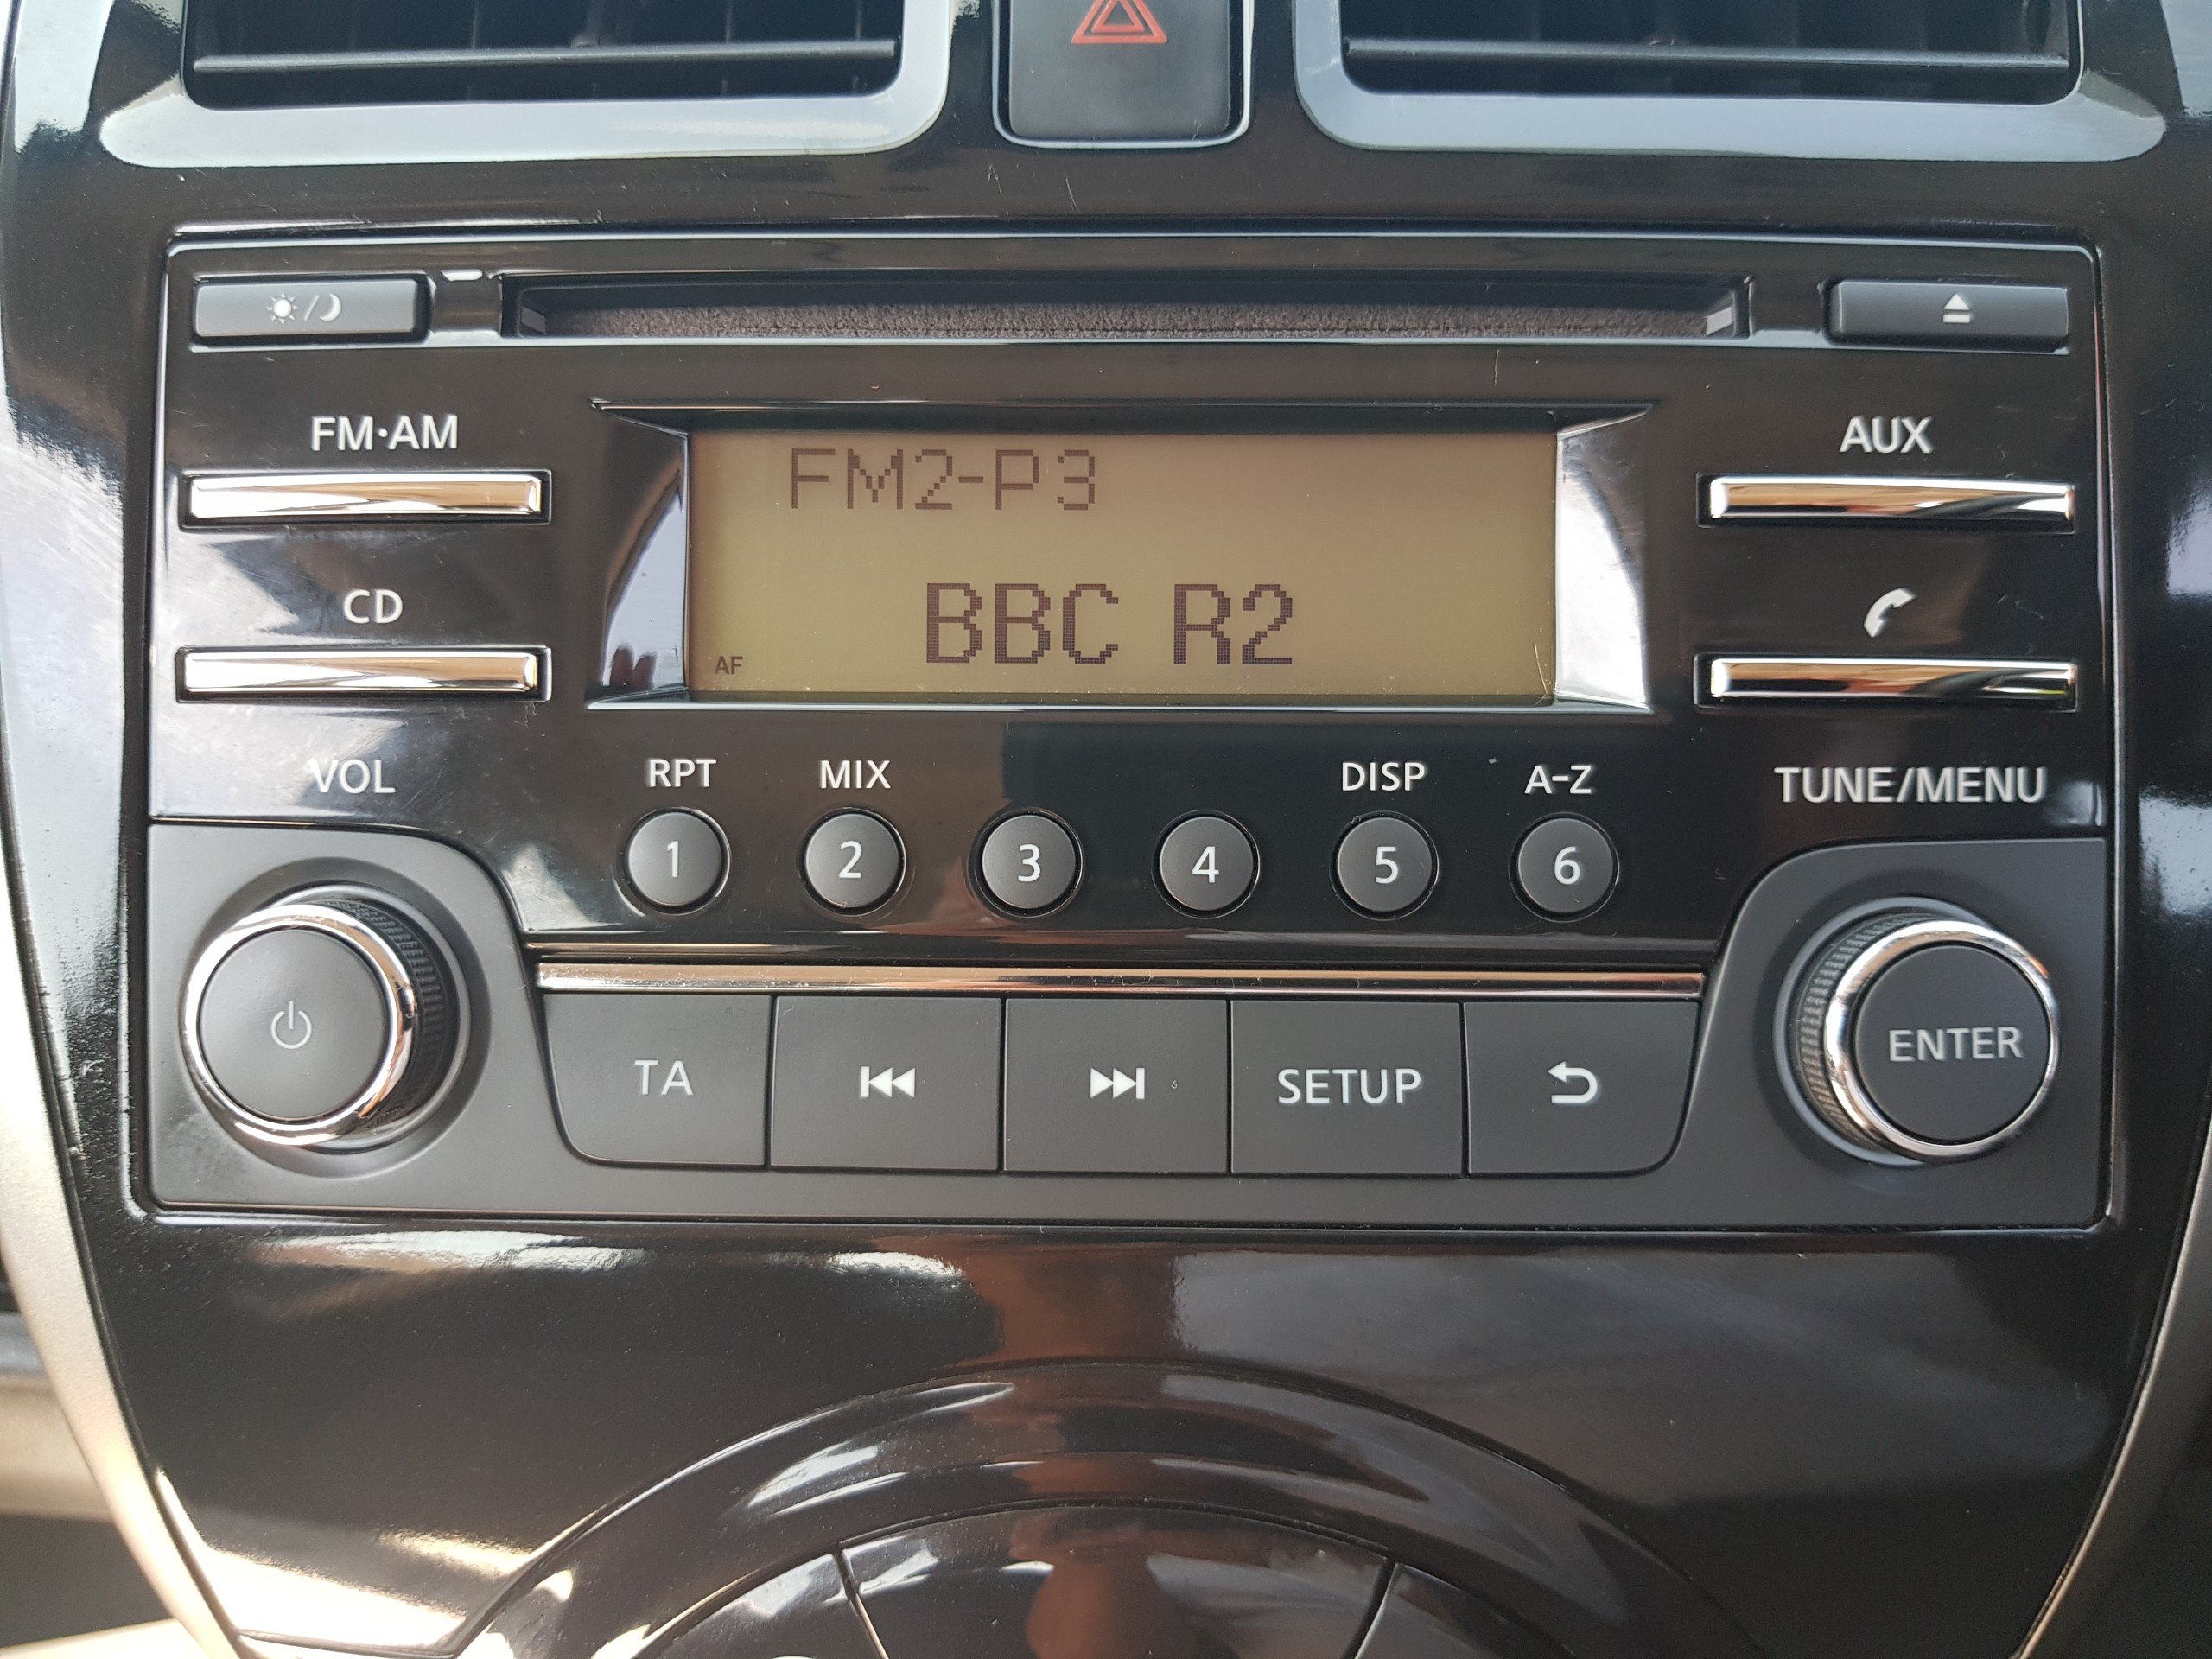 FM·AM
AUX
FM2-P3
CD
BBC R2
AF
VOL
RPT
MIX
DISP
A-Z
TUNE/MENU
1
2
3
4
5
6
TA
SETUP
ENTER